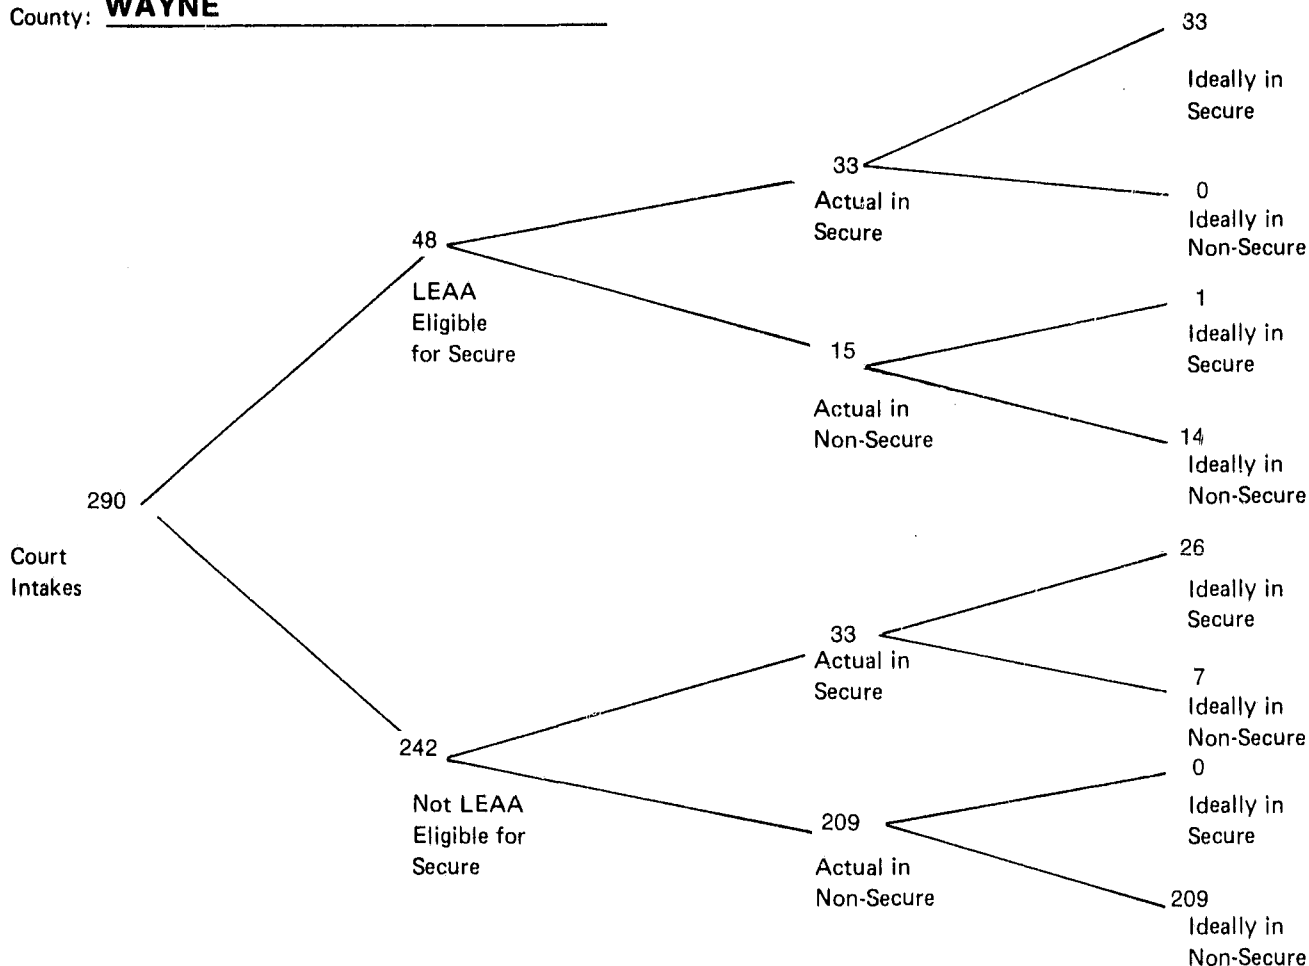 County: WAYNE
290
Court
Intakes
48
LEAA
Eligible
for Secure
242
Not LEAA
Eligible for
Secure
33
Actual in
Secure
15
Actual in
Non-Secure
33
Actual in
Secure
209
Actual in
Non-Secure
33
Ideally in
Secure
0
Ideally in
Non-Secure
1
Ideally in
Secure
14
Ideally in
Non-Secure
26
Ideally in
Secure
7
Ideally in
Non-Secure
0
Ideally in
Secure
209
Ideally in
Non-Secure